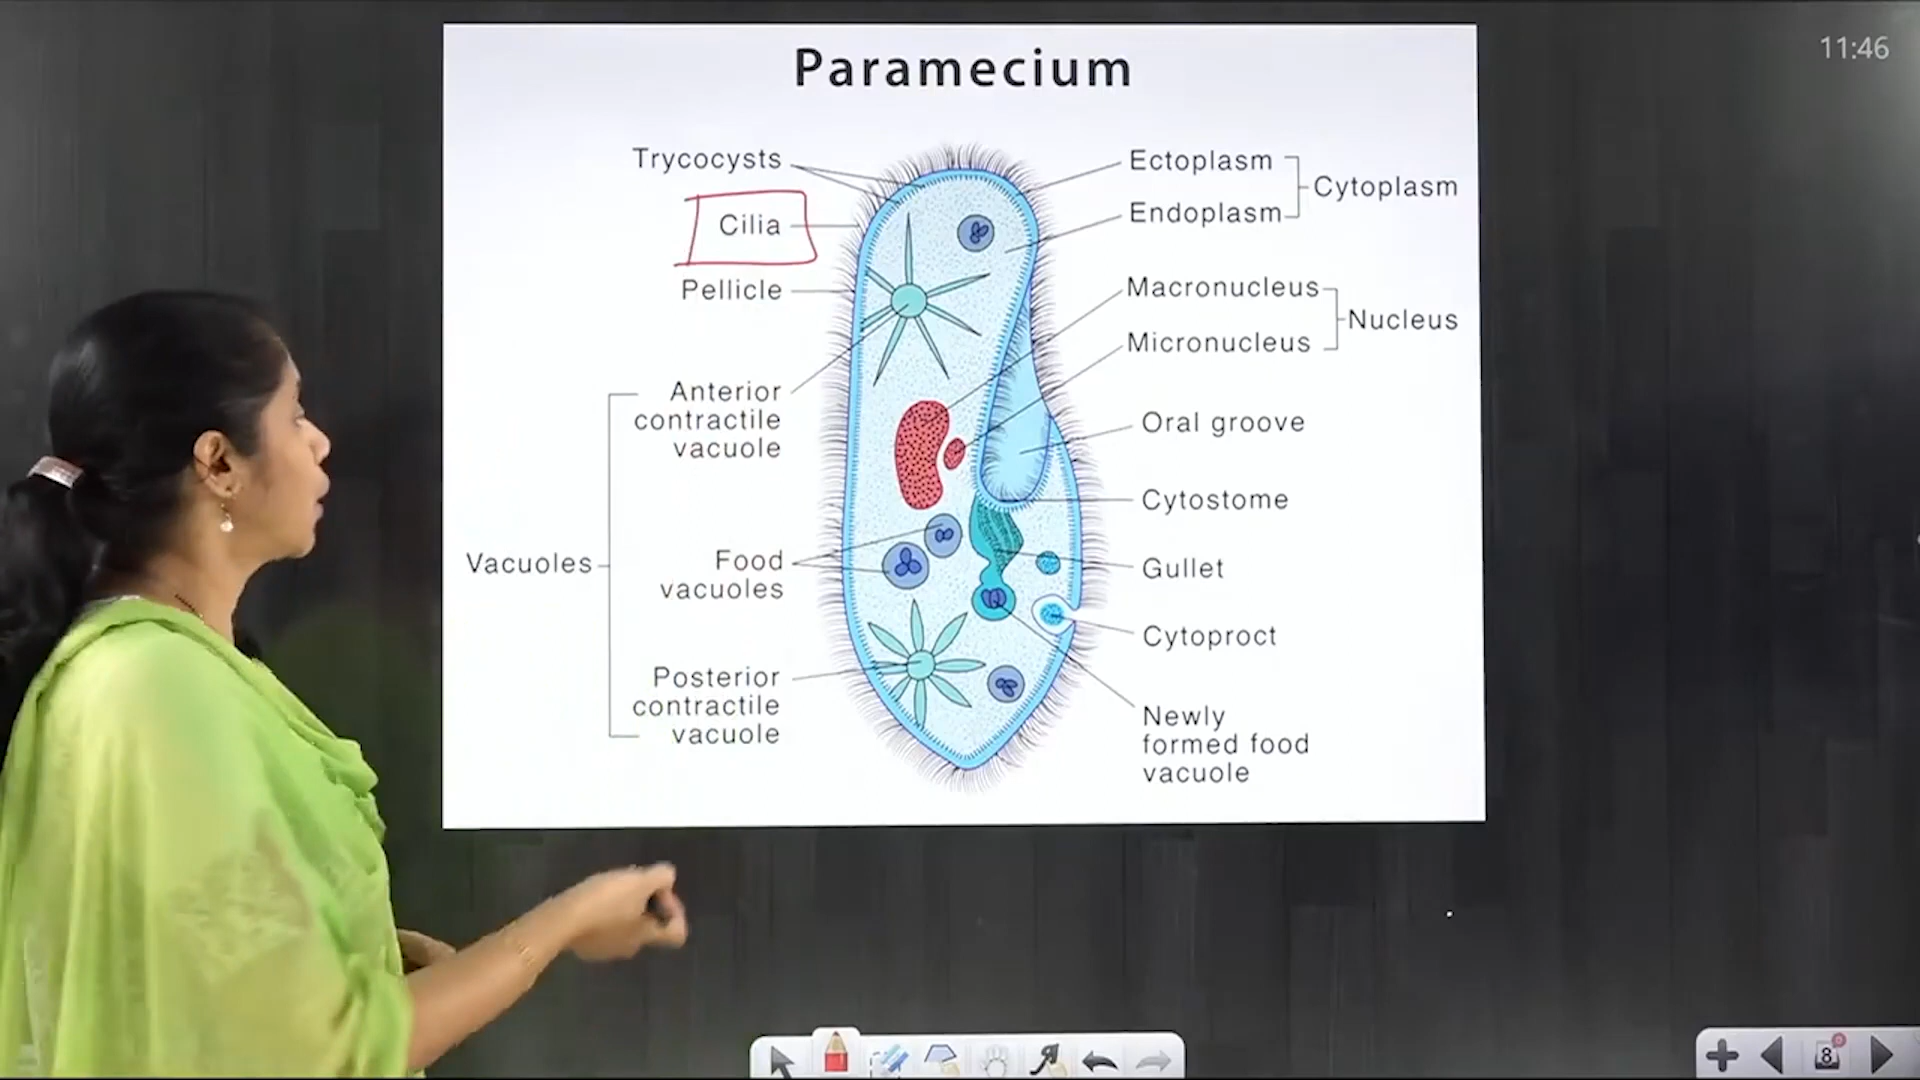 Paramecium
11:46
Trycocysts
Cilia
Pellicle
Anterior
contractile
vacuole
Vacuoles
Food
vacuoles
Posterior
contractile
vacuole
Ectoplasm
Endoplasm
Cytoplasm
Macronucleus
Micronucleus
Nucleus
Oral groove
Cytostome
Gullet
Cytoproct
Newly
formed food
vacuole
8